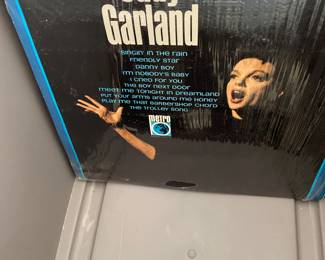 Judy
Garland
SINGIN' IN THE RAIN
FRIENDLY STAR
DANNY BOY
I'M NOBODY'S BABY
I CRIED FOR YOU
THE BOY NEXT DOOR
MEET ME TONIGHT IN DREAMLAND
PUT YOUR ARMS AROUND ME HONEY
PLAY ME THAT BARBERSHOP CHORD
THE TROLLEY SONG
metro